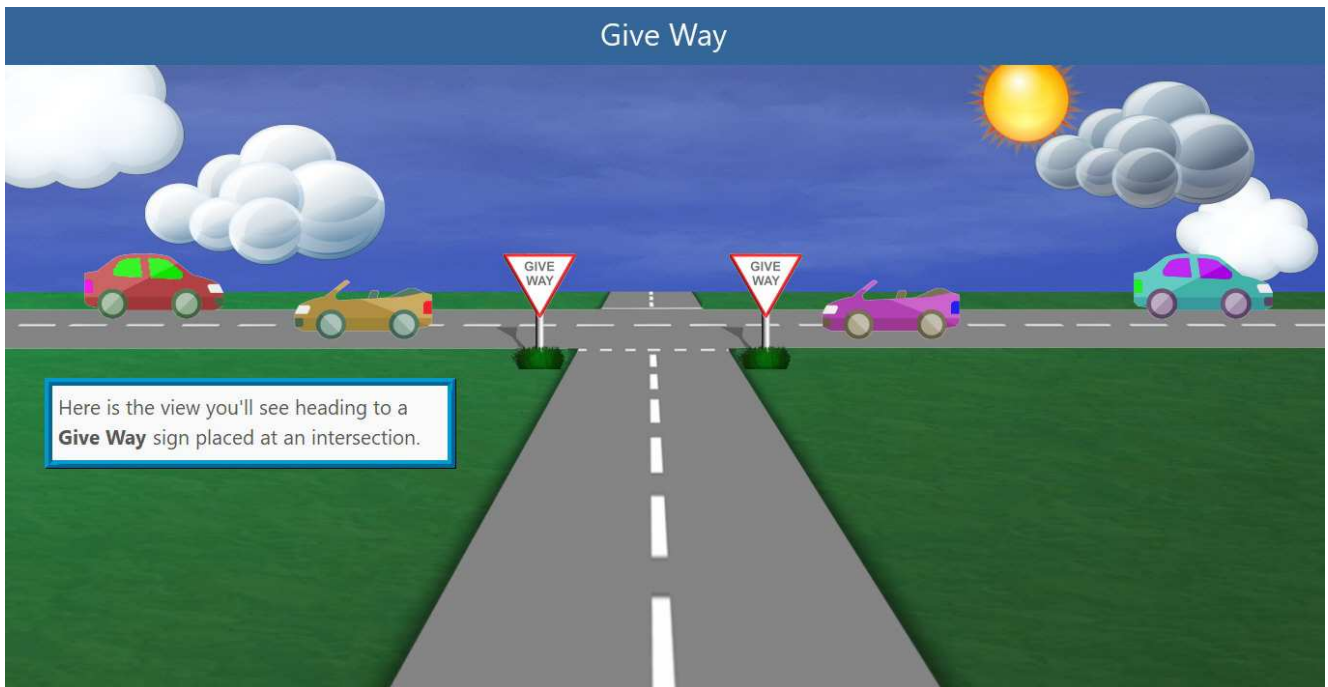 Give Way
GIVE
WAY
GIVE
WAY
Here is the view you'll see heading to a
Give Way sign placed at an intersection.